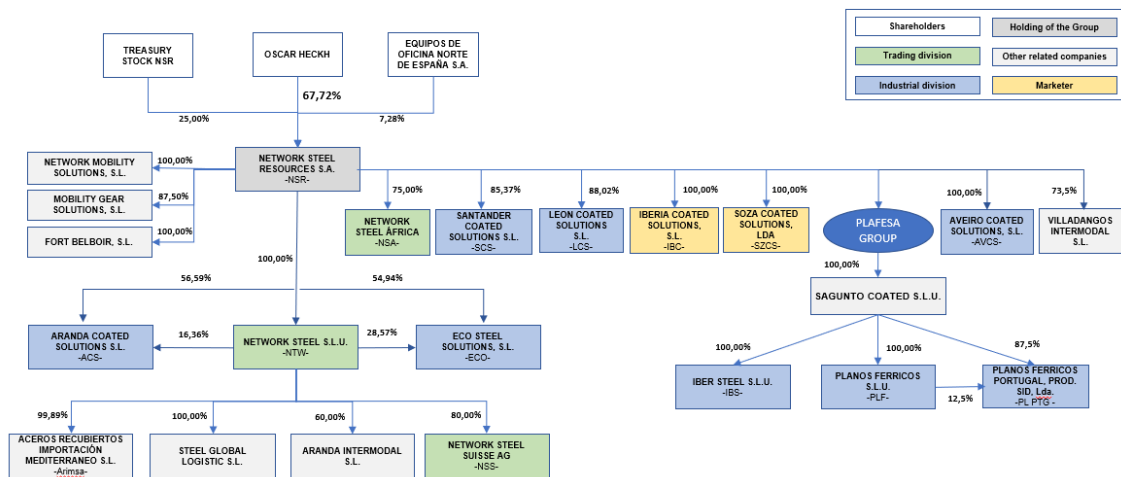 TREASURY
STOCK NSR
OSCAR HECKH
EQUIPOS DE
OFICINA NORTE
DE ESPAÑA S.A.
Shareholders
Holding of the Group
Trading division
Other related companies
Industrial division
Marketer
67,72%
25,00%
7,28%
NETWORK MOBILITY
SOLUTIONS, S.L.
100,00%
MOBILITY GEAR
SOLUTIONS, S.L.
87,50%
FORT BELBOIR, S.L.
100,00%
NETWORK STEEL
RESOURCES S.A.
-NSR-
75,00%
85,37%
88,02%
100,00%
100,00%
100,00%
73,5%
NETWORK
STEEL ÀFRICA
-NSA-
SANTANDER
COATED
SOLUTIONS S.L.
-SCS-
LEON COATED
SOLUTIONS
S.L.
-LCS-
IBERIA COATED
SOLUTIONS,
S.L.
-IBC-
SOZA COATED
SOLUTIONS,
LDA
-SZCS-
PLAFESA
GROUP
AVEIRO COATED
SOLUTIONS, S.L.
-AVCS-
VILLADANGOS
INTERMODAL
S.L.
100,00%
100,00%
56,59%
54,94%
SAGUNTO COATED S.L.U.
ARANDA COATED
SOLUTIONS S.L.
-ACS-
16,36%
NETWORK STEEL S.L.U.
-NTW-
28,57%
ECO STEEL
SOLUTIONS, S.L.
-ECO-
100,00%
100,00%
87,5%
IBER STEEL S.L.U.
-IBS-
PLANOS FERRICOS
S.L.U.
-PLF-
12,5%
PLANOS FERRICOS
PORTUGAL, PROD.
SID, Lda.
-PL PTG -
99,89%
100,00%
60,00%
80,00%
ACEROS RECUBIERTOS
IMPORTACIÓN
MEDITERRANEO S.L.
-Arimsa-
STEEL GLOBAL
LOGISTIC S.L.
ARANDA INTERMODAL
S.L.
NETWORK STEEL
SUISSE AG
-NSS-